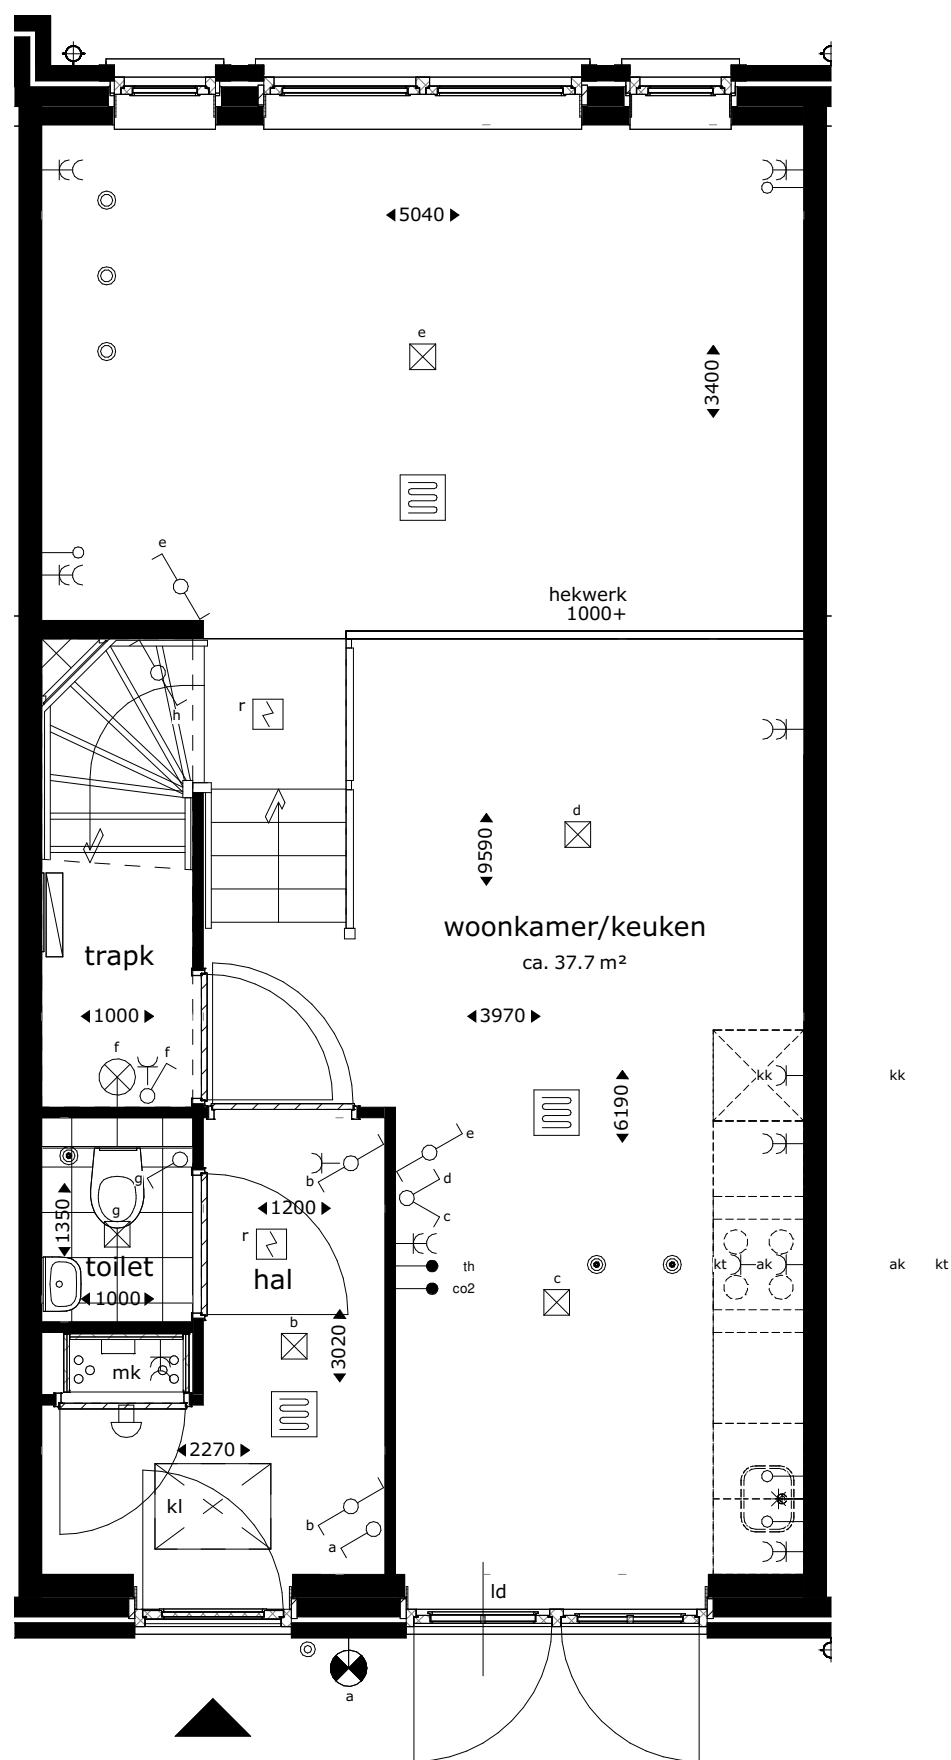 5040
e
3400
e
hekwerk
1000+
r
h
d
9590
woonkamer/keuken
ca. 37.7 m²
trapk
1000
3970
f
f
kk
kk
6190
e
g
b
d
1350
g
1200
c
r
toilet
hal
th
kt
ak
ak
kt
1000
co2
c
b
3020
mk
2270
kl
b
a
ld
a